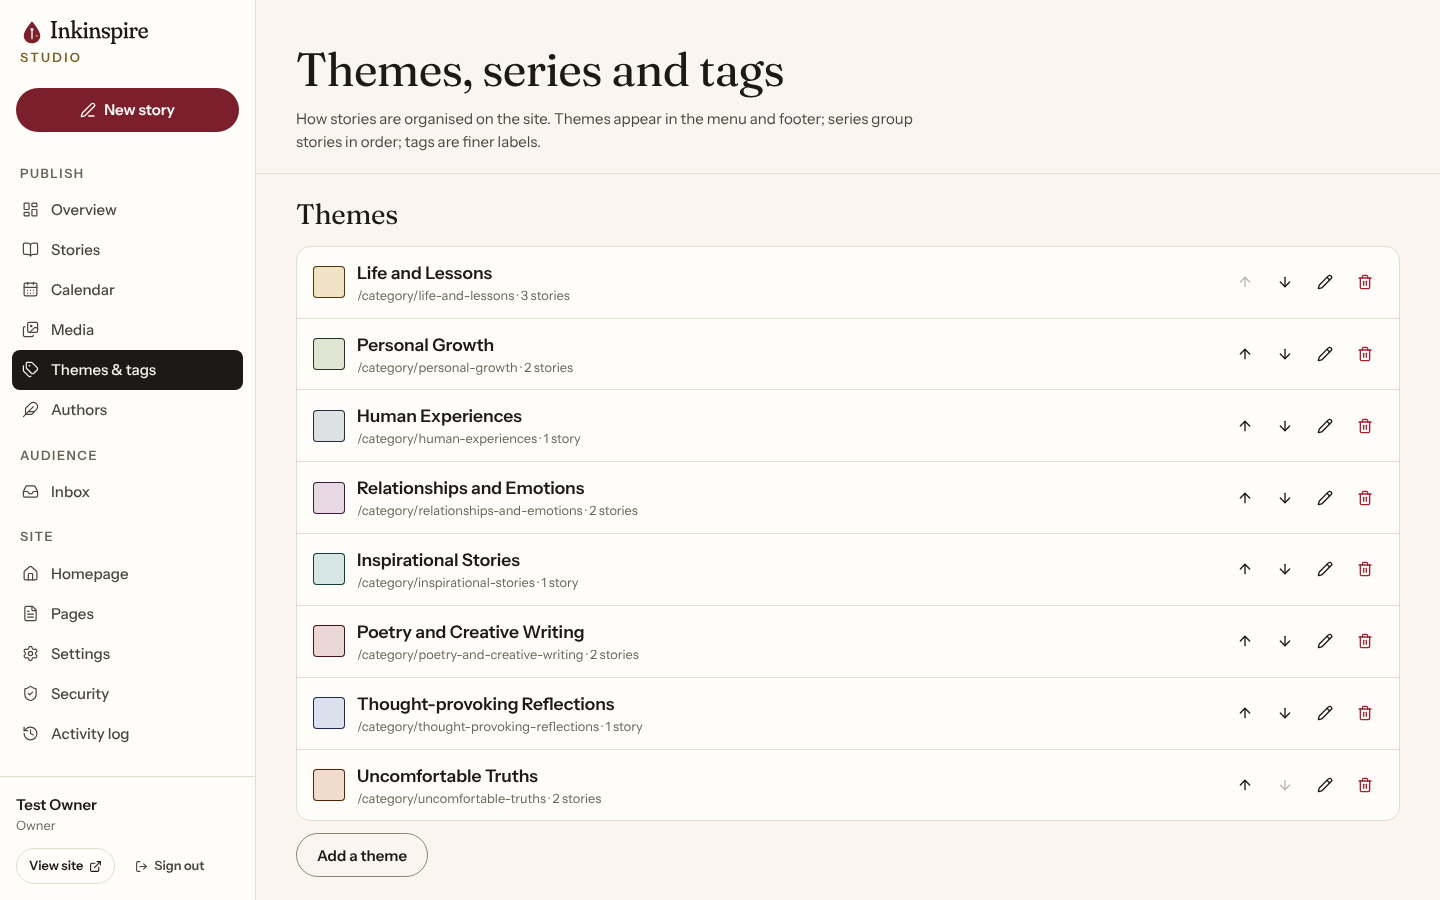 Inkinspire
STUDIO
New story
PUBLISH
Overview
Stories
Calendar
Media
Themes & tags
Authors
AUDIENCE
Inbox
SITE
Homepage
Pages
Settings
Security
Activity log
Test Owner
Owner
View site
Sign out
Themes, series and tags
How stories are organised on the site. Themes appear in the menu and footer; series group
stories in order; tags are finer labels.
Themes
Life and Lessons
/category/life-and-lessons · 3 stories
Personal Growth
/category/personal-growth · 2 stories
Human Experiences
/category/human-experiences · 1 story
Relationships and Emotions
/category/relationships-and-emotions · 2 stories
Inspirational Stories
/category/inspirational-stories · 1 story
Poetry and Creative Writing
/category/poetry-and-creative-writing · 2 stories
Thought-provoking Reflections
/category/thought-provoking-reflections · 1 story
Uncomfortable Truths
/category/uncomfortable-truths · 2 stories
Add a theme